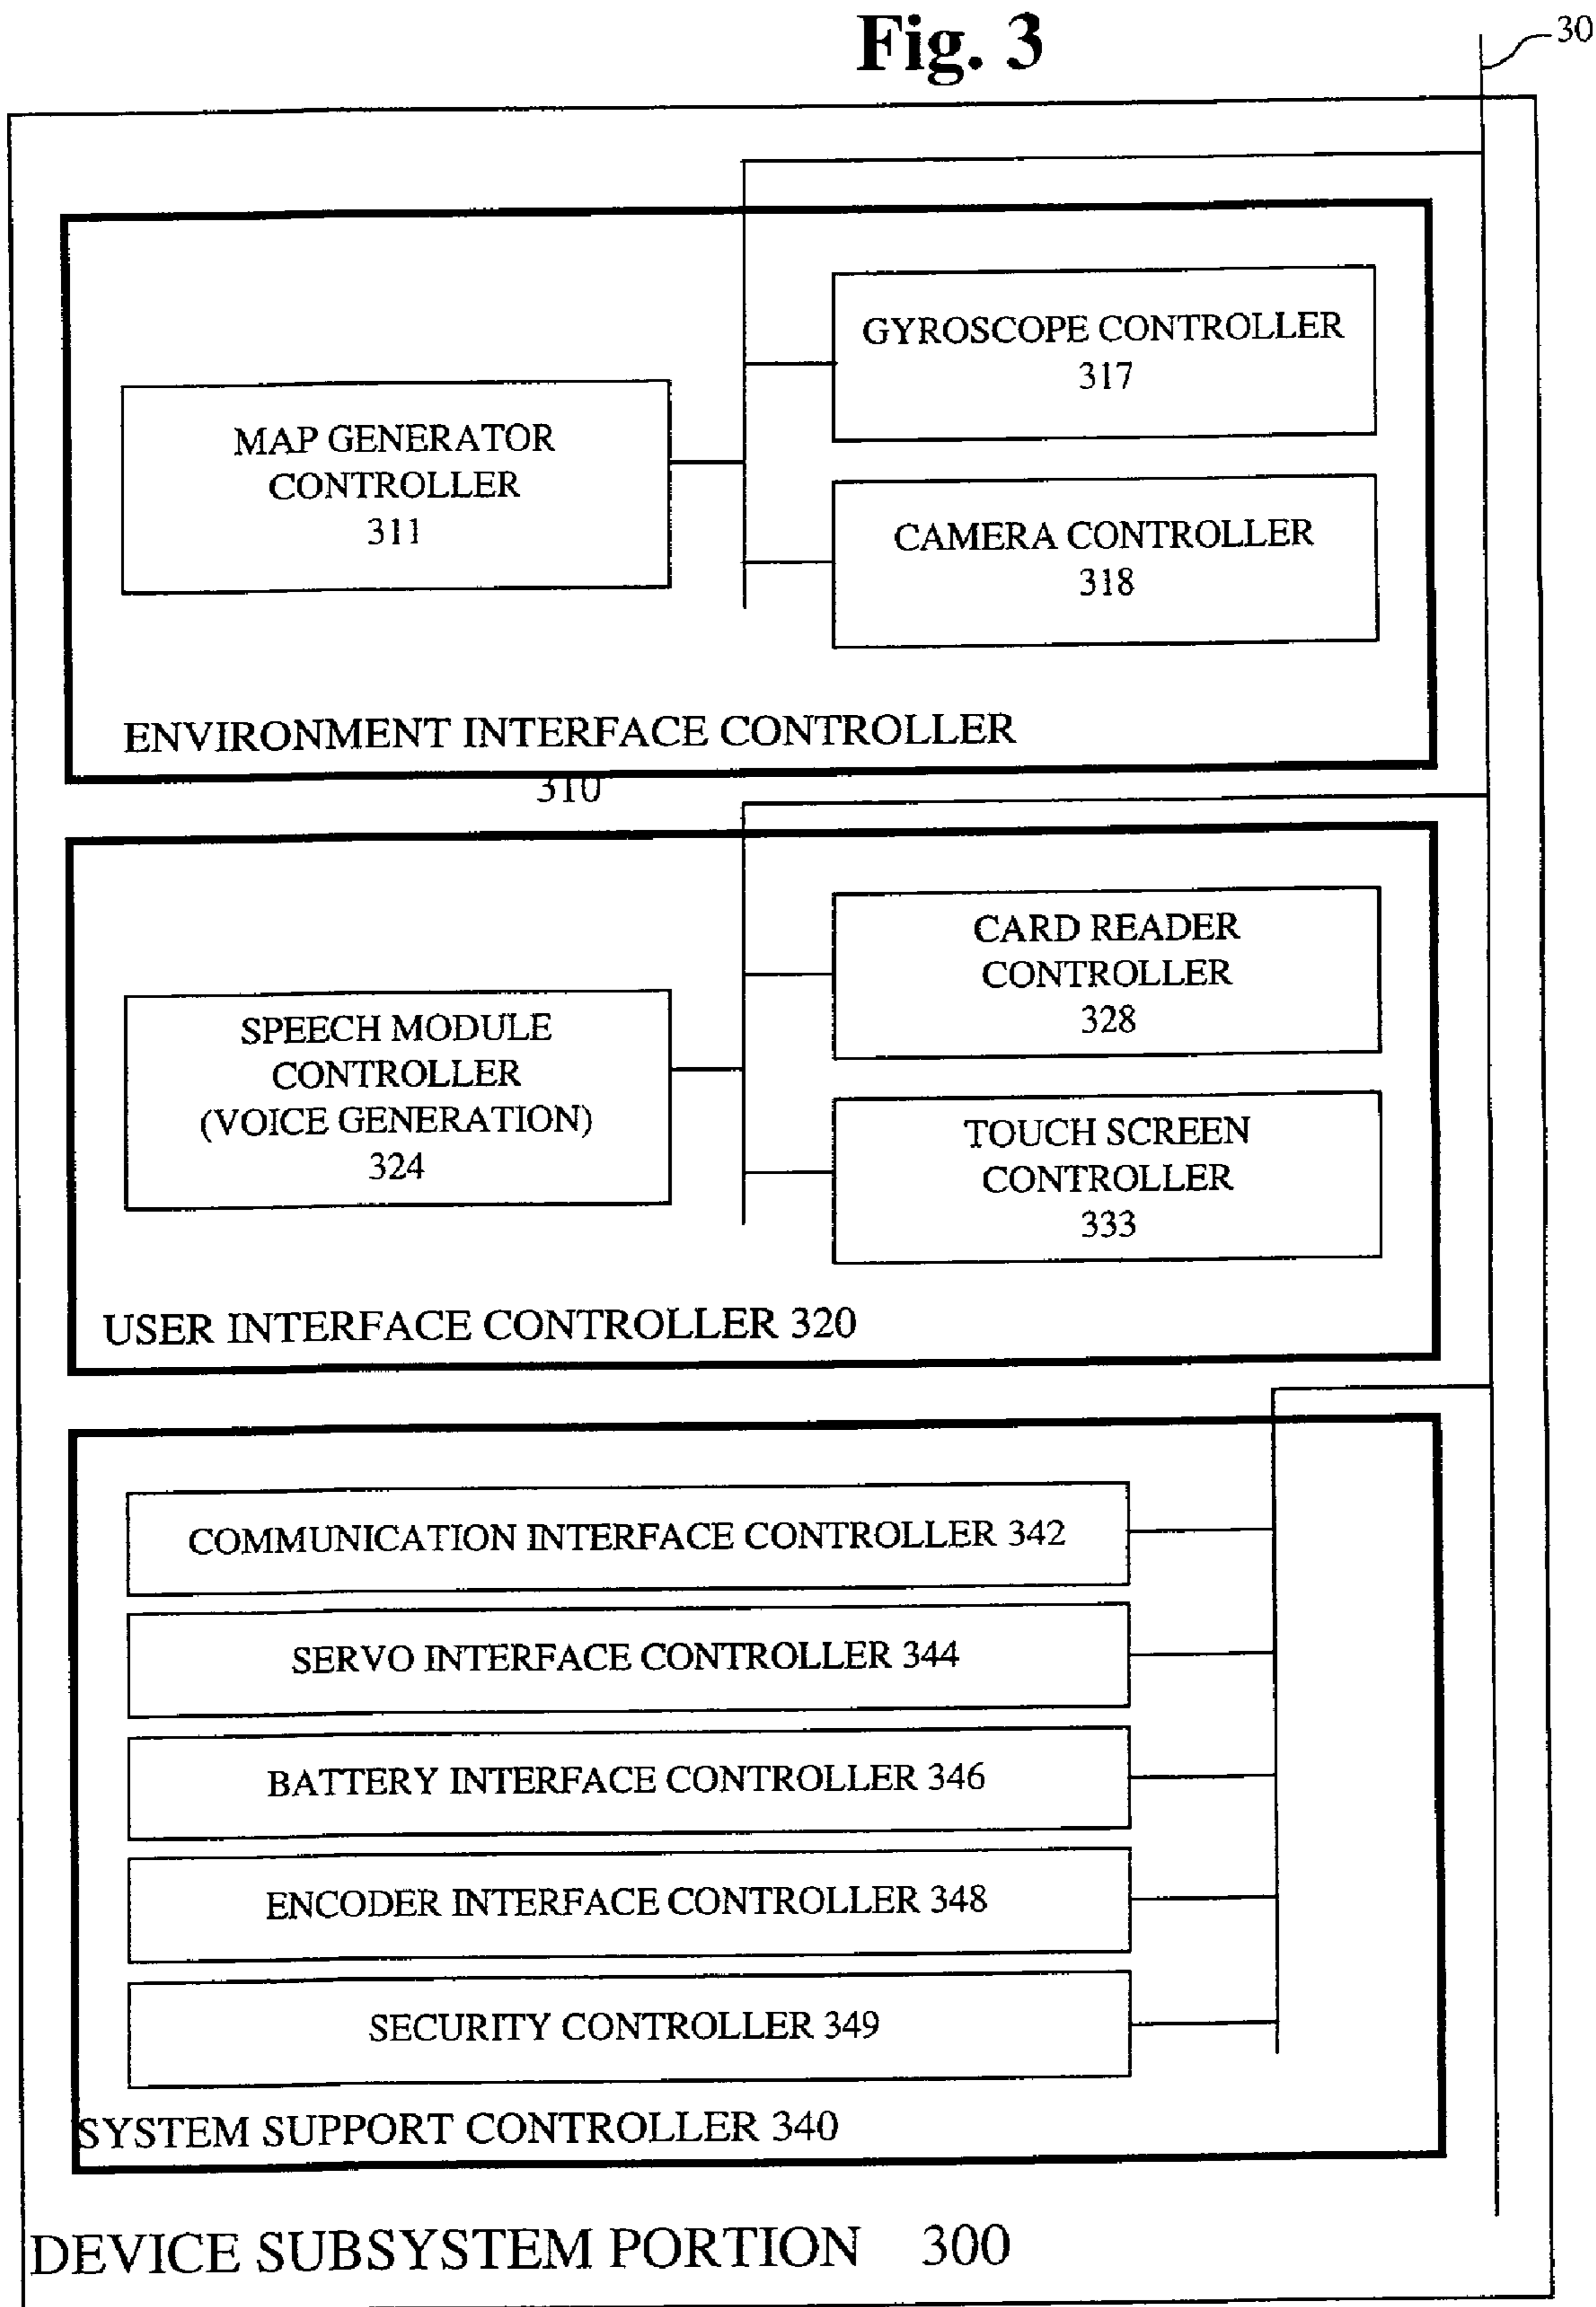 Fig. 3
30
GYROSCOPE CONTROLLER
317
MAP GENERATOR
CONTROLLER
311
CAMERA CONTROLLER
318
ENVIRONMENT INTERFACE CONTROLLER
310
CARD READER
CONTROLLER
328
SPEECH MODULE
CONTROLLER
(VOICE GENERATION)
324
TOUCH SCREEN
CONTROLLER
333
USER INTERFACE CONTROLLER 320
COMMUNICATION INTERFACE CONTROLLER 342
SERVO INTERFACE CONTROLLER 344
BATTERY INTERFACE CONTROLLER 346
ENCODER INTERFACE CONTROLLER 348
SECURITY CONTROLLER 349
SYSTEM SUPPORT CONTROLLER 340
DEVICE SUBSYSTEM PORTION 300